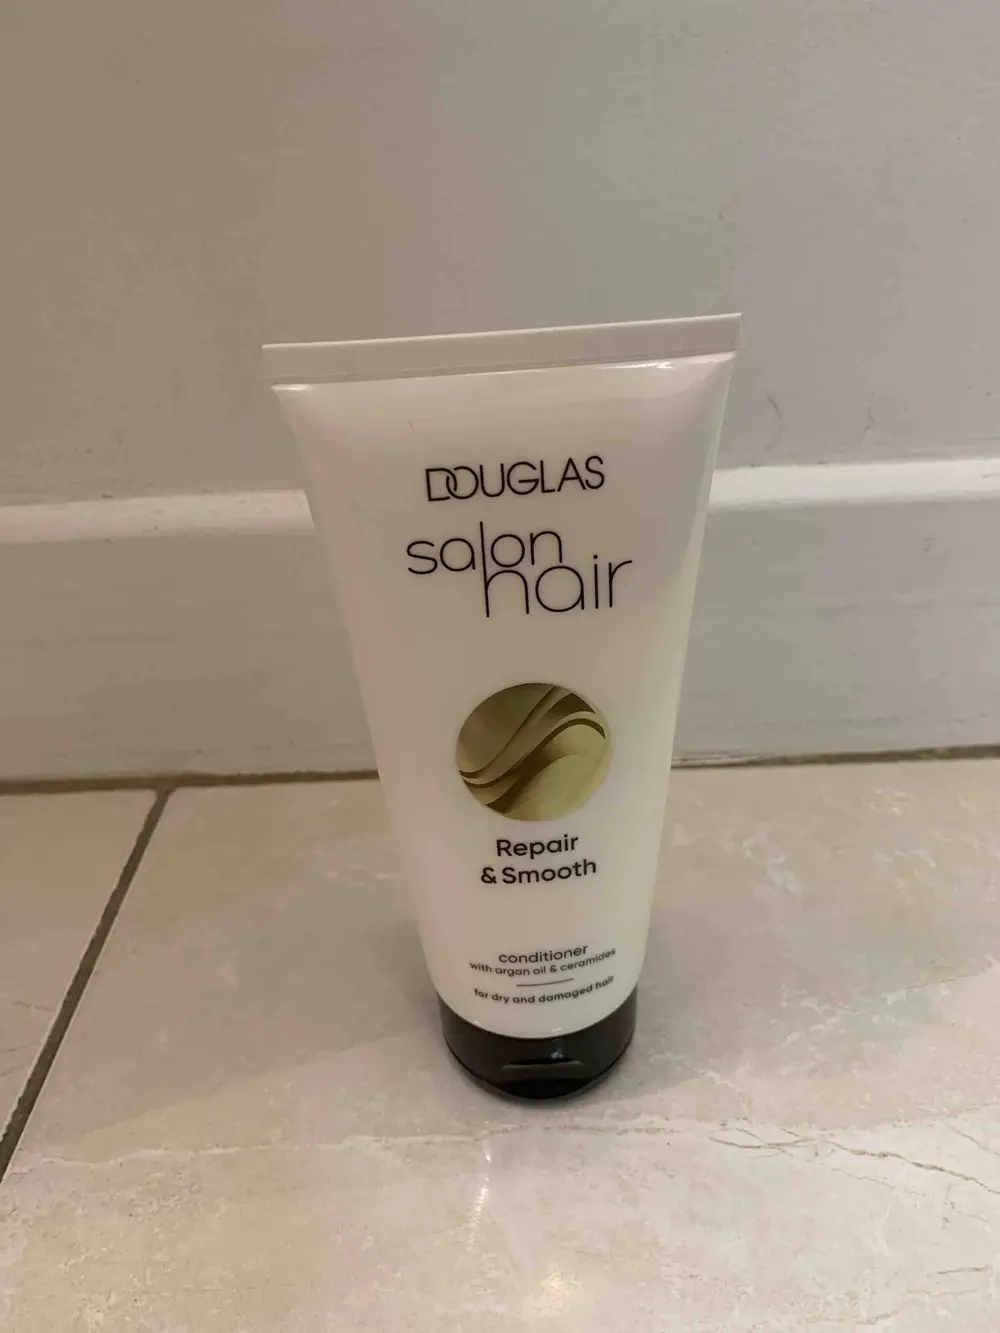 DOUGLAS
salon
hair
Repair
& Smooth
conditioner
with argan oil & ceramides
for dry and damaged hair